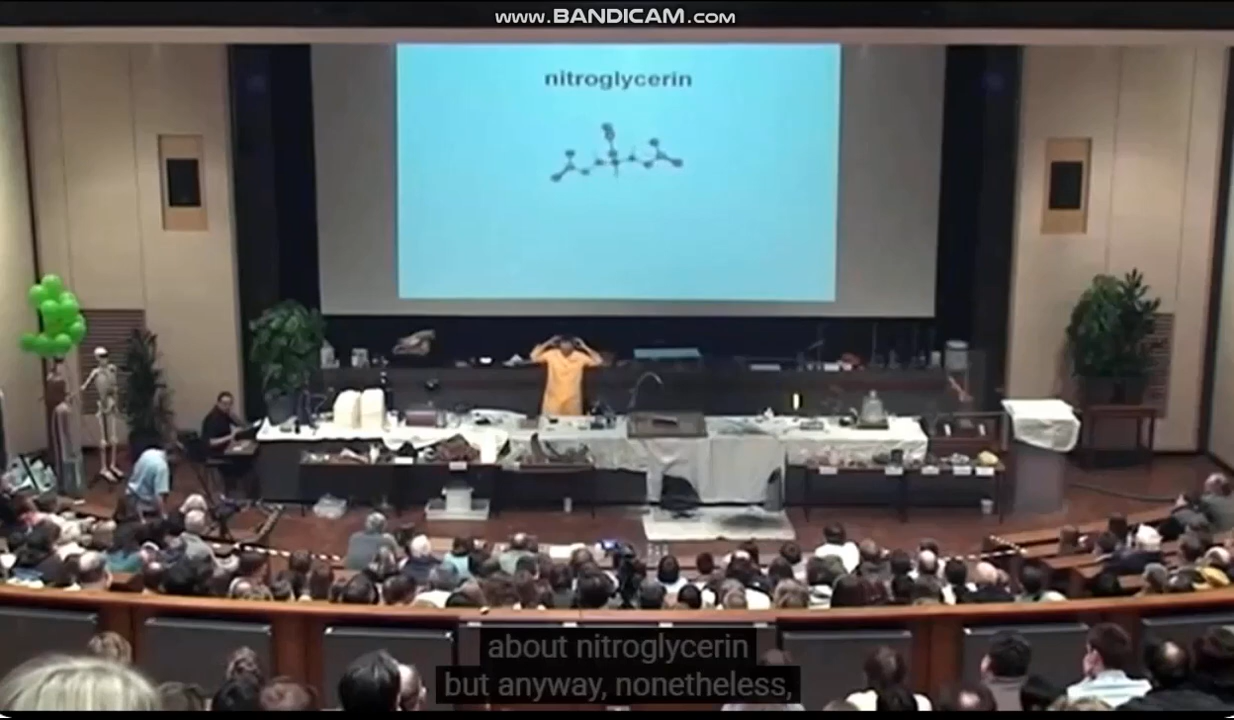 www.BANDICAM.com
nitroglycerin
about nitroglycerin
but anyway, nonetheless,